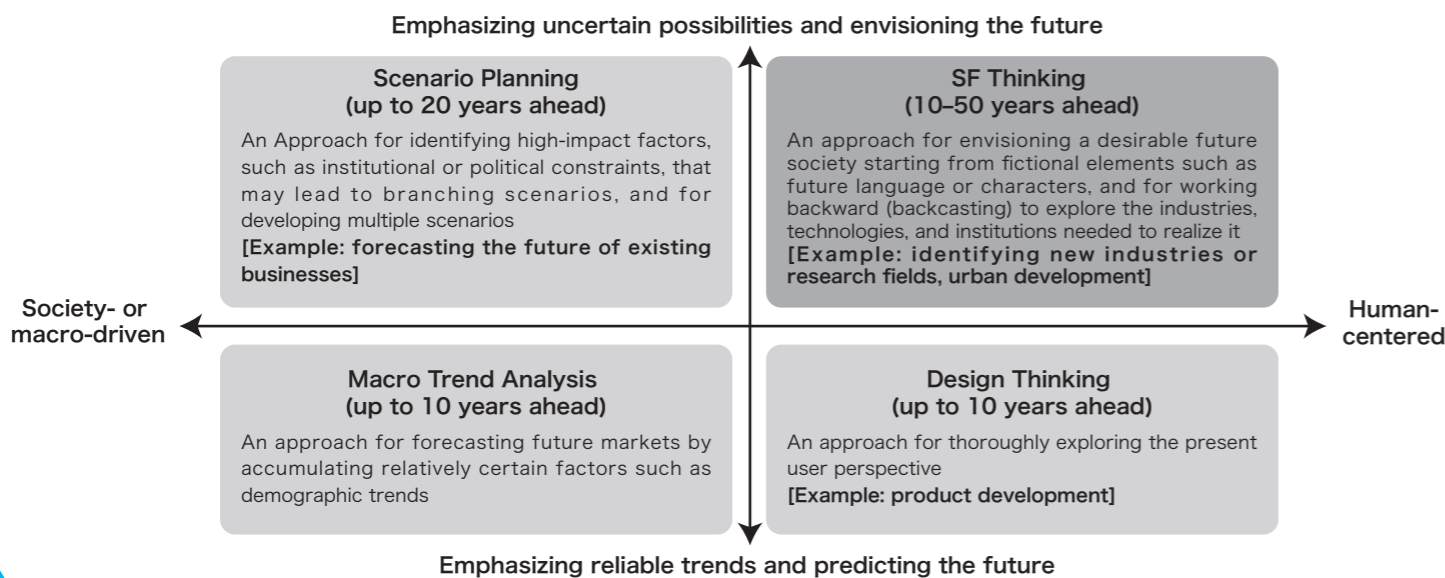 Emphasizing uncertain possibilities and envisioning the future
Scenario Planning
(up to 20 years ahead)
An Approach for identifying high-impact factors,
such as institutional or political constraints, that
may lead to branching scenarios, and for
developing multiple scenarios
[Example: forecasting the future of existing
businesses]
SF Thinking
(10–50 years ahead)
An approach for envisioning a desirable future
society starting from fictional elements such as
future language or characters, and for working
backward (backcasting) to explore the industries,
technologies, and institutions needed to realize it
[Example: identifying new industries or
research fields, urban development]
Society- or
macro-driven
Human-
centered
Macro Trend Analysis
(up to 10 years ahead)
An approach for forecasting future markets by
accumulating relatively certain factors such as
demographic trends
Design Thinking
(up to 10 years ahead)
An approach for thoroughly exploring the present
user perspective
[Example: product development]
Emphasizing reliable trends and predicting the future